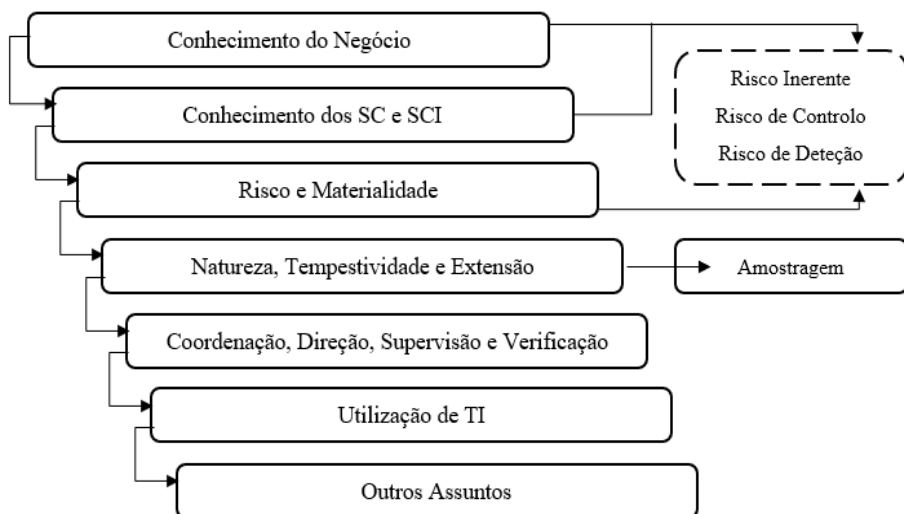 Conhecimento do Negócio
Conhecimento dos SC e SCI
Risco e Materialidade
Natureza, Tempestividade e Extensão
Coordenação, Direção, Supervisão e Verificação
Utilização de TI
Outros Assuntos
Risco Inerente
Risco de Controlo
Risco de Deteção
Amostragem